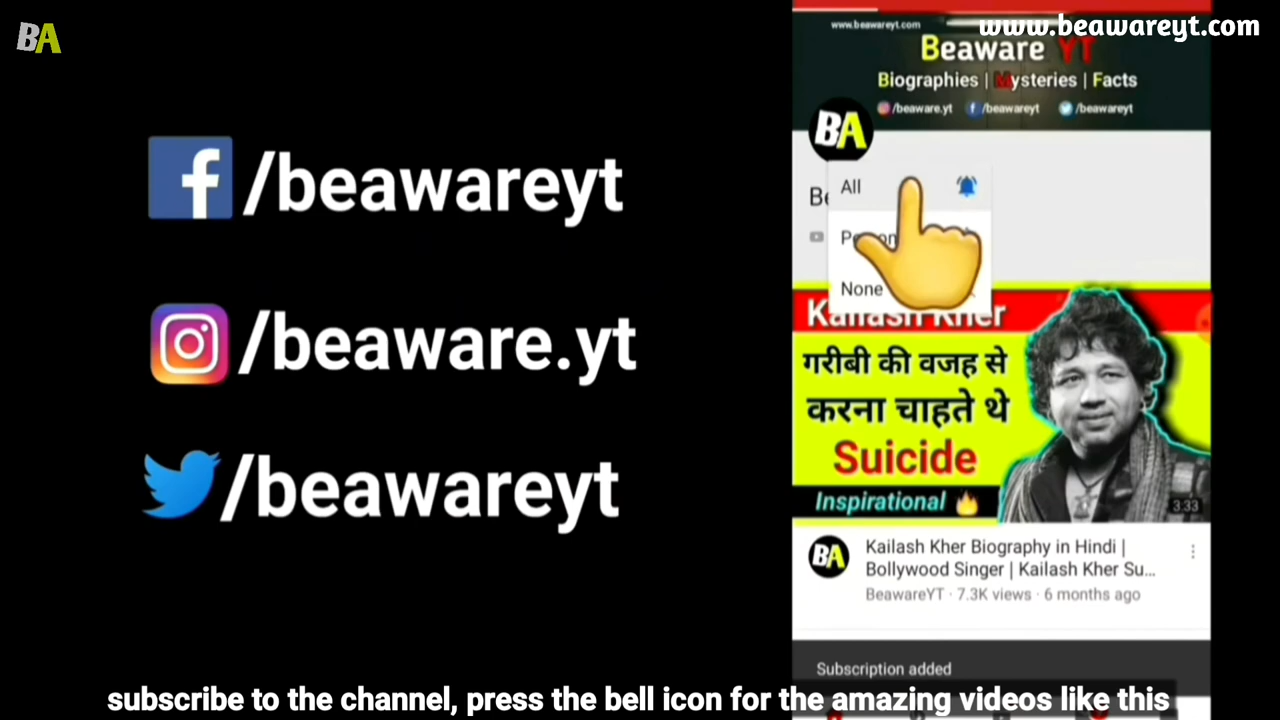 BA
/beawareyt
/beaware.yt
/beawareyt
www.beawareyt.com
www.beawareyt.com
Beaware YT
Biographies | Mysteries | Facts
/beaware.yt /beawareyt /beawareyt
BA
All
None
Kailash Kher
गरीबी की वजह से
करना चाहते थे
Suicide
Inspirational
3:33
BA
Kailash Kher Biography in Hindi |
Bollywood Singer | Kailash Kher Su...
BeawareYT · 7.3K views · 6 months ago
Subscription added
subscribe to the channel, press the bell icon for the amazing videos like this